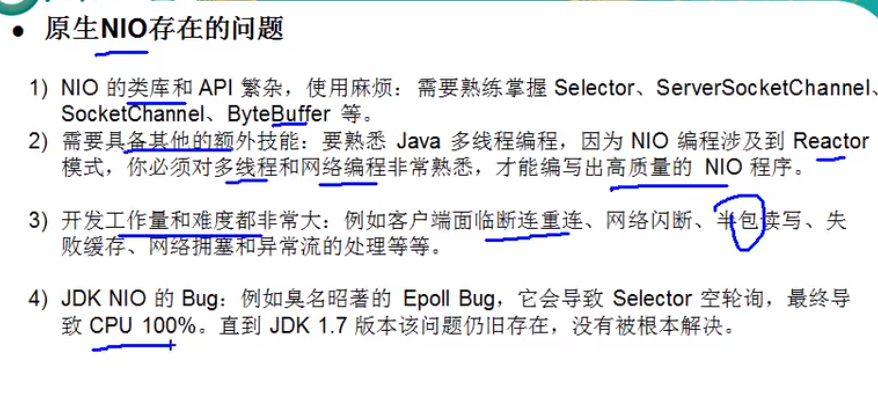 ● 原生NIO存在的问题
1) NIO 的类库和 API 繁杂，使用麻烦：需要熟练掌握 Selector、ServerSocketChannel、
SocketChannel、ByteBuffer 等。
2) 需要具备其他的额外技能：要熟悉 Java 多线程编程，因为 NIO 编程涉及到 Reactor
模式，你必须对多线程和网络编程非常熟悉，才能编写出高质量的 NIO 程序。
3) 开发工作量和难度都非常大：例如客户端面临断连重连、网络闪断、半包读写、失
败缓存、网络拥塞和异常流的处理等等。
4) JDK NIO 的 Bug：例如臭名昭著的 Epoll Bug，它会导致 Selector 空轮询，最终导
致 CPU 100%。直到 JDK 1.7 版本该问题仍旧存在，没有被根本解决。